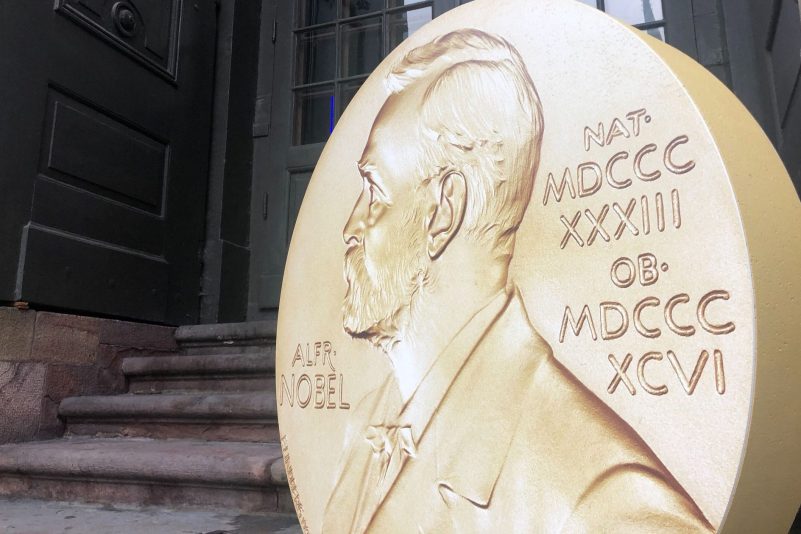 ALFR·
NOBEL
NAT·
MDCCC
XXXIII
OB·
MDCCC
XCVI